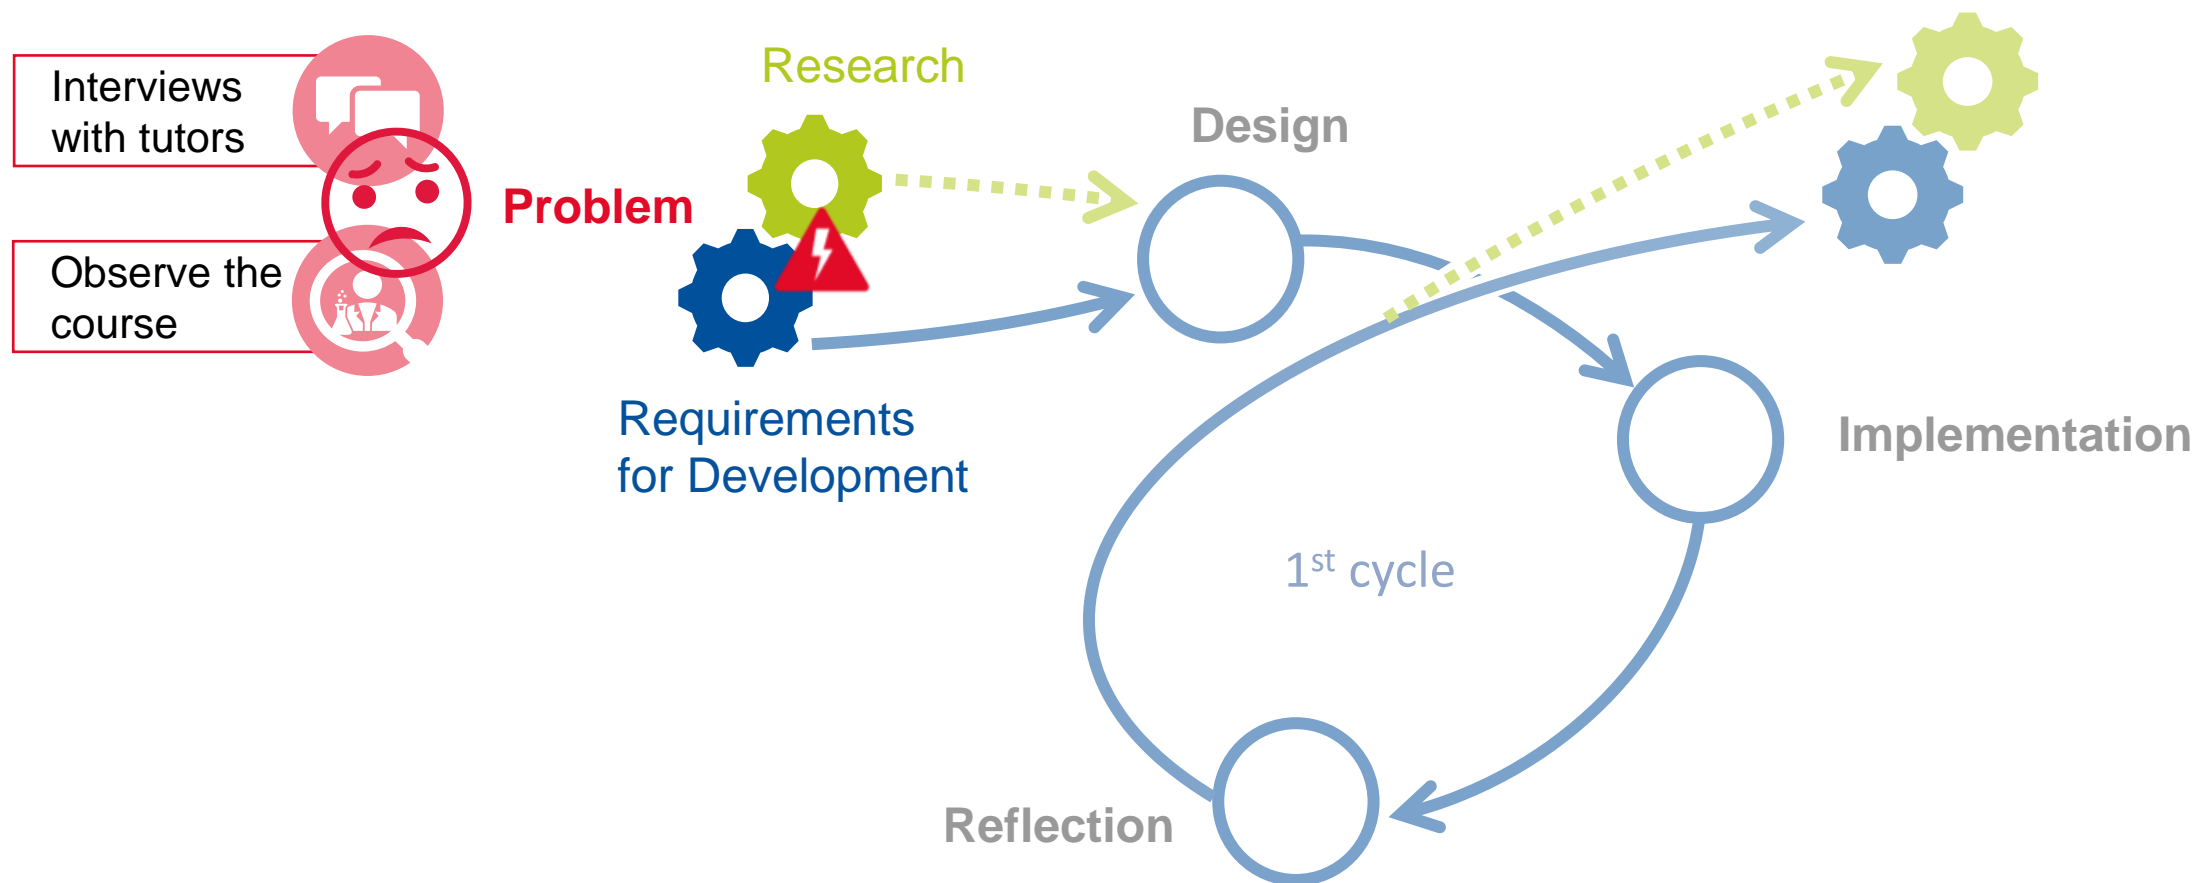 Interviews
with tutors
Observe the
course
Problem
Research
Requirements
for Development
Design
Implementation
1st cycle
Reflection